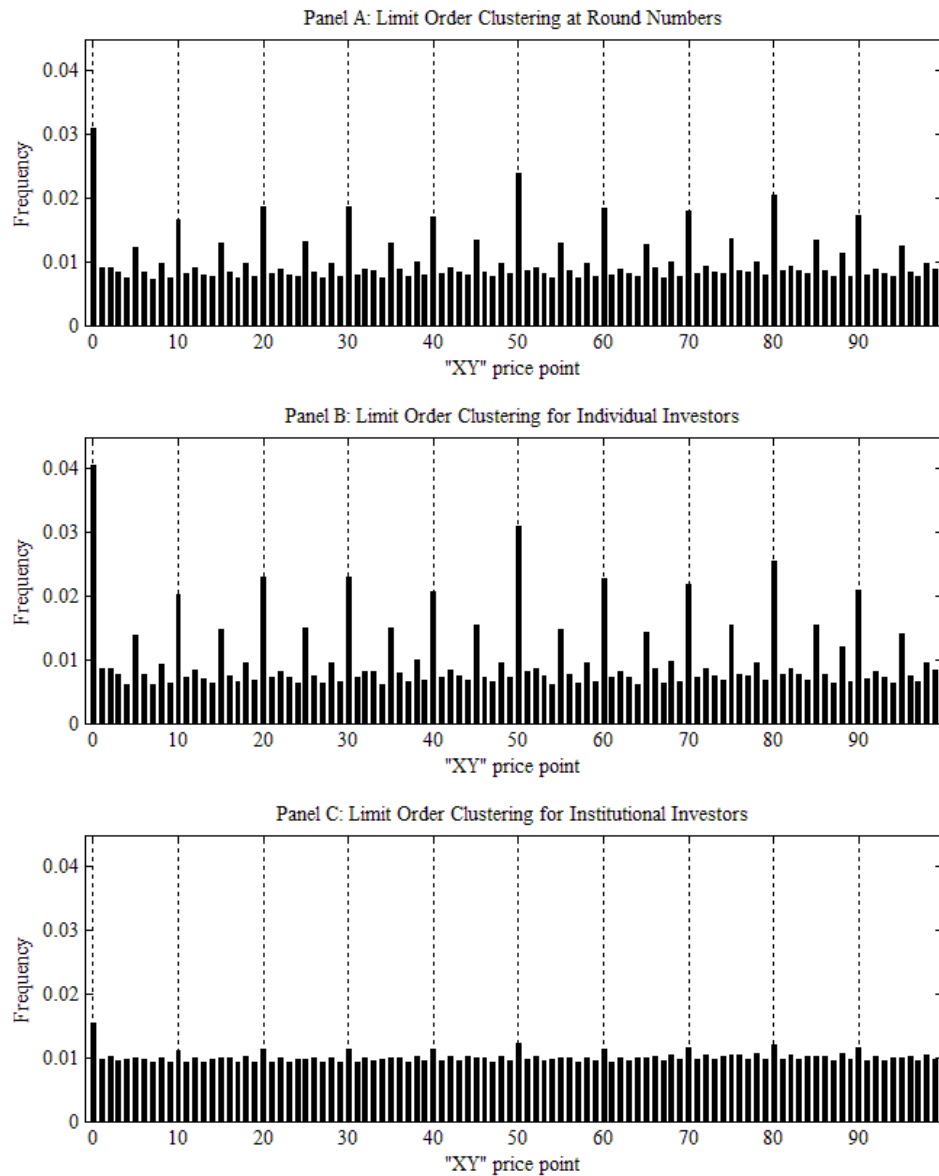 Panel A: Limit Order Clustering at Round Numbers
0.04
0.03
0.02
0.01
0
Frequency
0 10 20 30 40 50 60 70 80 90
"XY" price point
Panel B: Limit Order Clustering for Individual Investors
0.04
0.03
0.02
0.01
0
Frequency
0 10 20 30 40 50 60 70 80 90
"XY" price point
Panel C: Limit Order Clustering for Institutional Investors
0.04
0.03
0.02
0.01
0
Frequency
0 10 20 30 40 50 60 70 80 90
"XY" price point